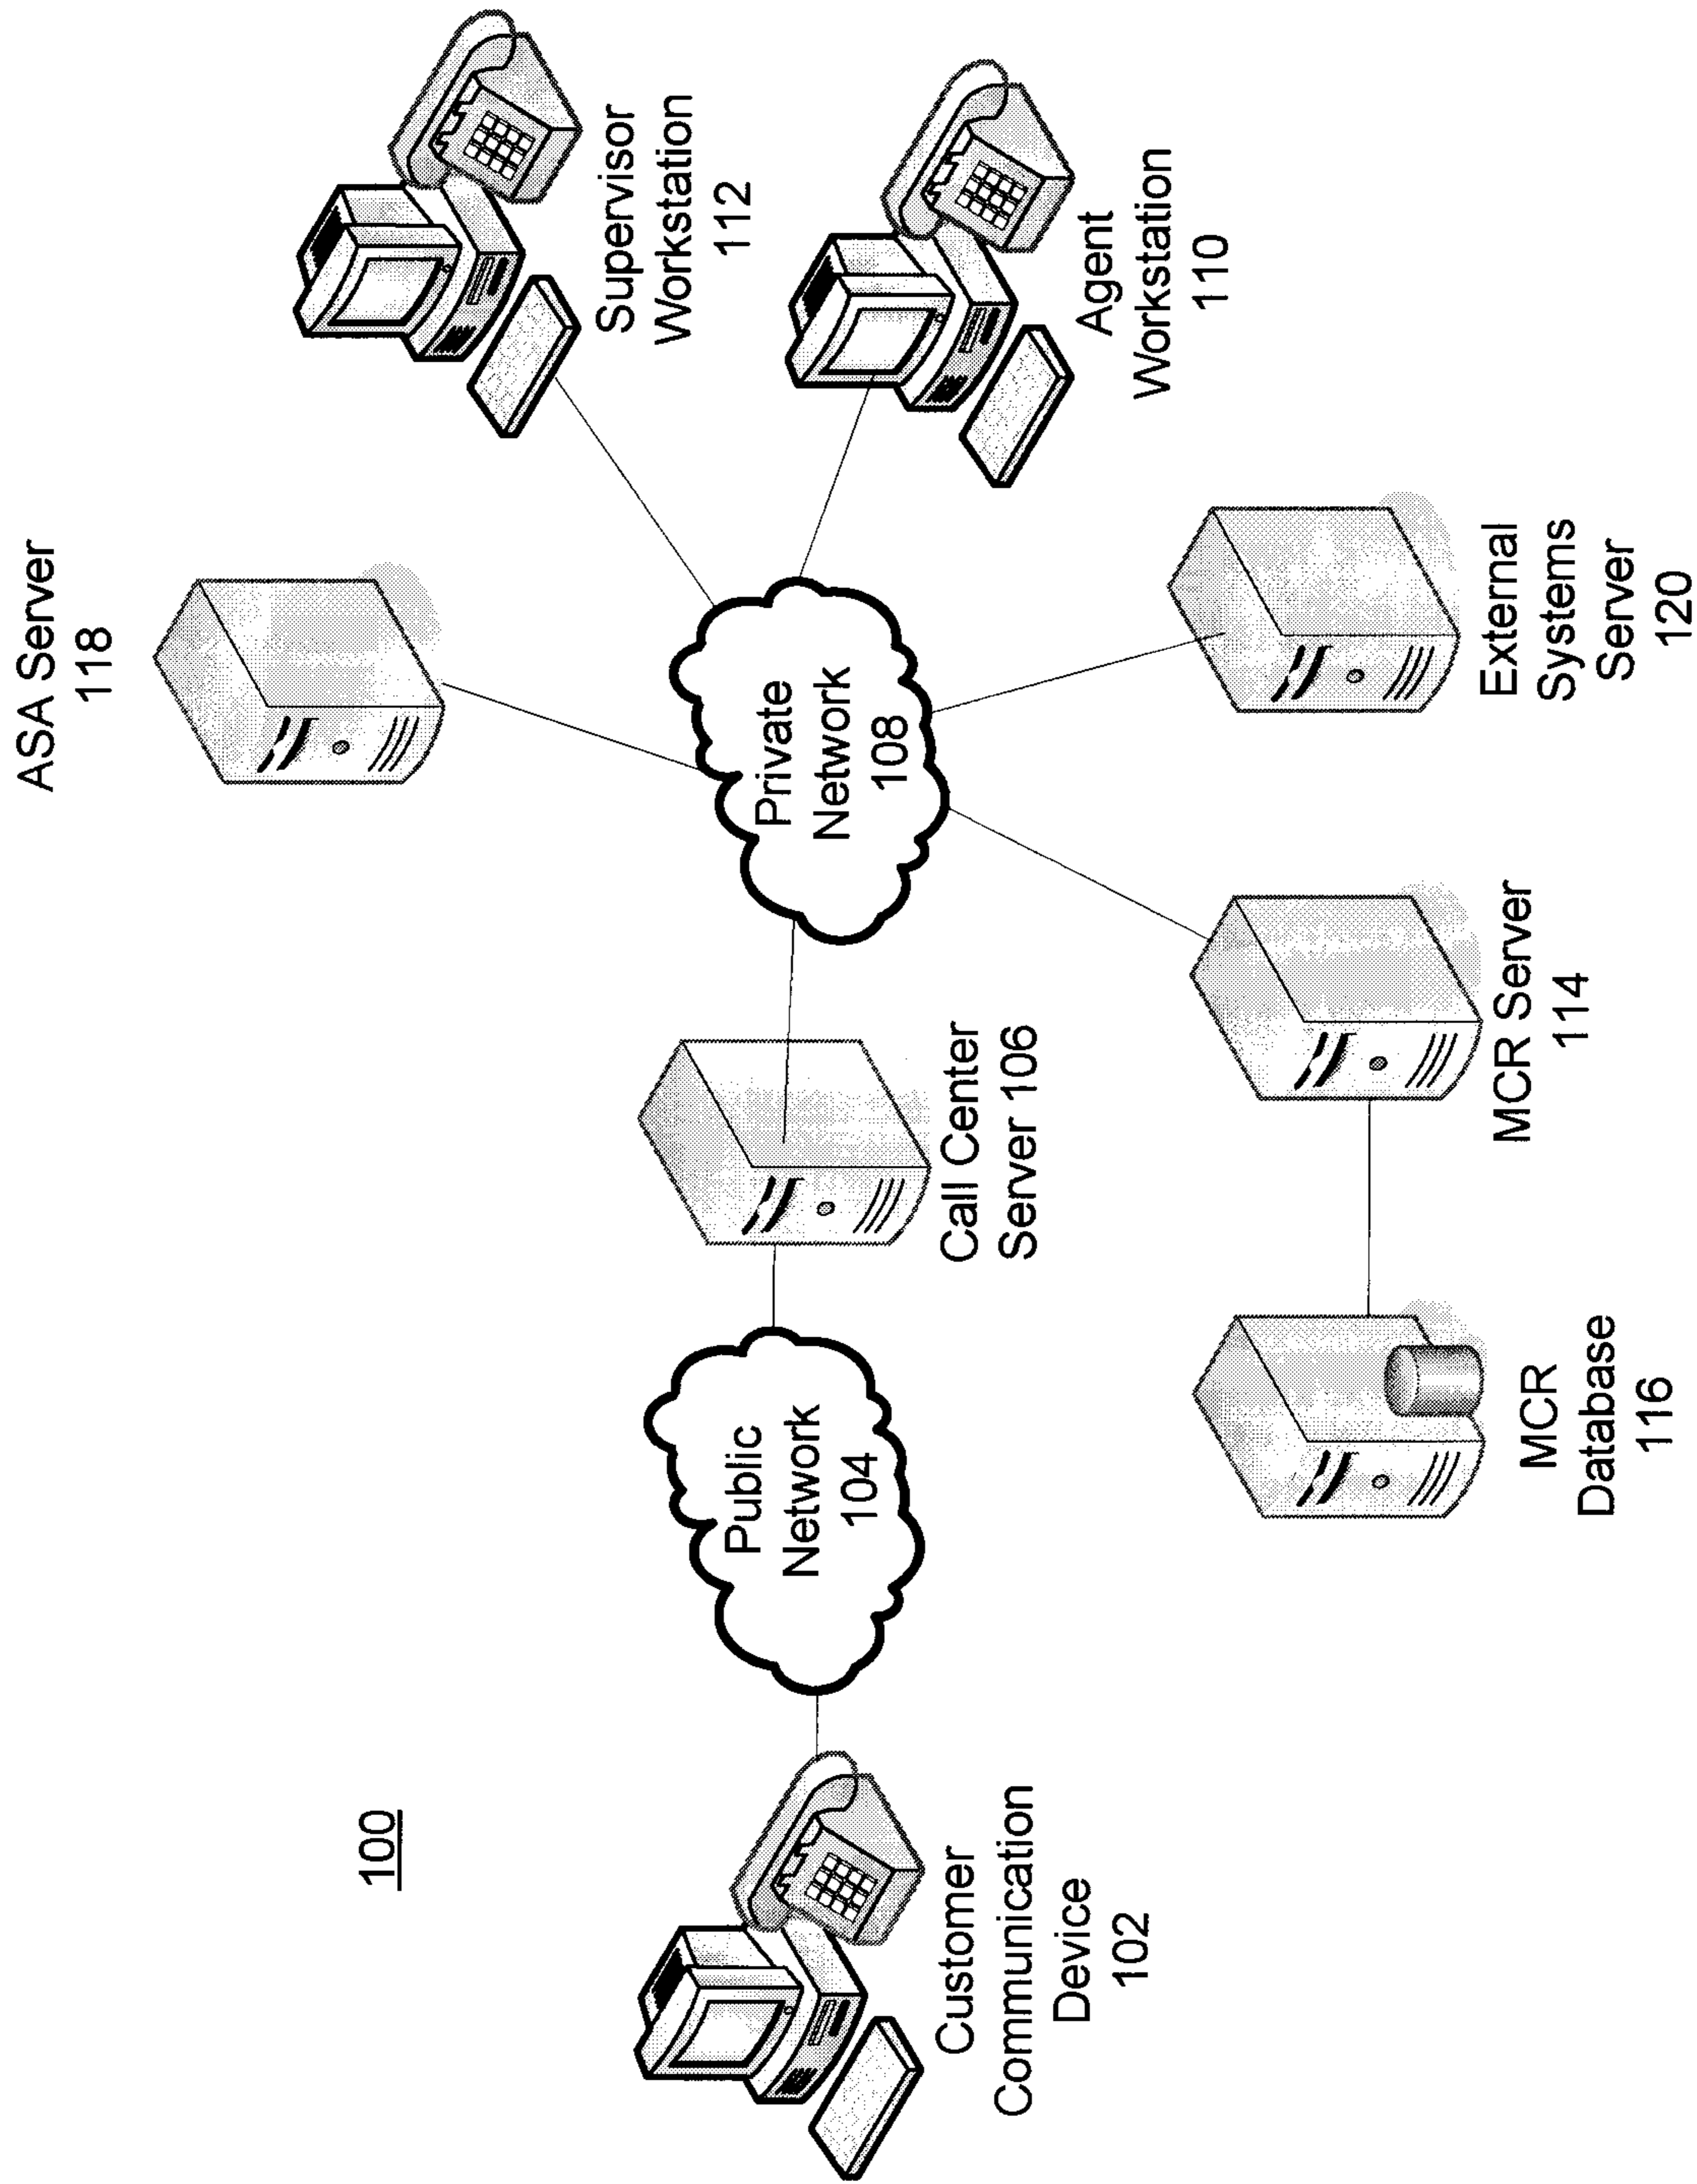 100
ASA Server
118
Supervisor
Workstation
112
Customer
Communication
Device
102
Public
Network
104
Call Center
Server 106
Private
Network
108
Agent
Workstation
110
MCR
Database
116
MCR Server
114
External
Systems
Server
120